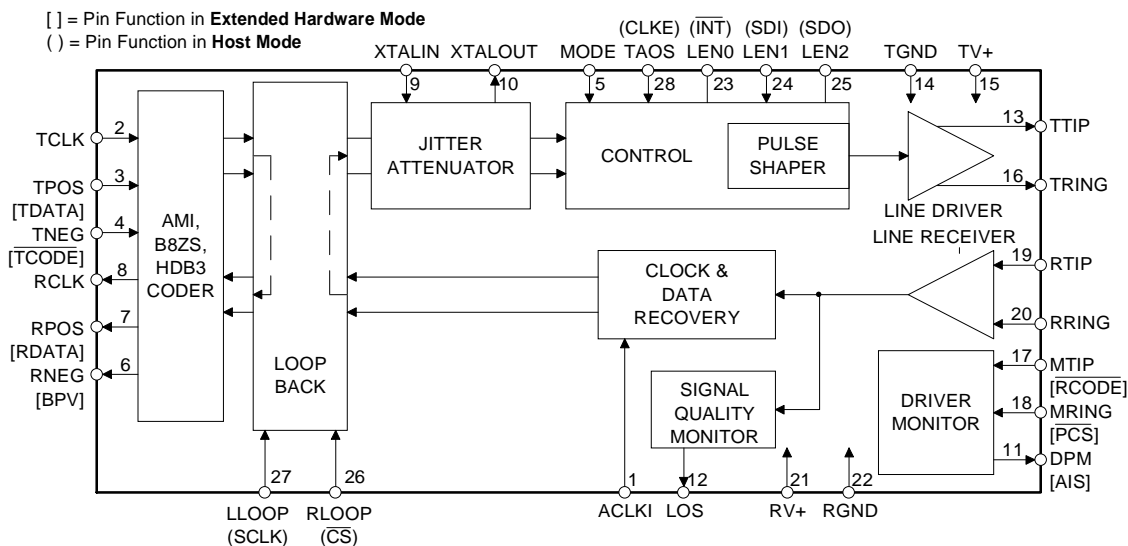 [ ] = Pin Function in Extended Hardware Mode
( ) = Pin Function in Host Mode
(CLKE) (INT) (SDI) (SDO)
XTALIN XTALOUT MODE TAOS LEN0 LEN1 LEN2 TGND TV+
9 10 5 28 23 24 25 14 15
TCLK 2
TPOS 3
[TDATA]
TNEG 4
[TCODE]
RCLK 8
RPOS 7
[RDATA]
RNEG 6
[BPV]
AMI,
B8ZS,
HDB3
CODER
LOOP
BACK
JITTER
ATTENUATOR
CONTROL
PULSE
SHAPER
LINE DRIVER
LINE RECEIVER
CLOCK &
DATA
RECOVERY
SIGNAL
QUALITY
MONITOR
DRIVER
MONITOR
13 TTIP
16 TRING
19 RTIP
20 RRING
17 MTIP
[RCODE]
18 MRING
[PCS]
11 DPM
[AIS]
27 26 1 12 21 22
LLOOP RLOOP ACLKI LOS RV+ RGND
(SCLK) (CS)